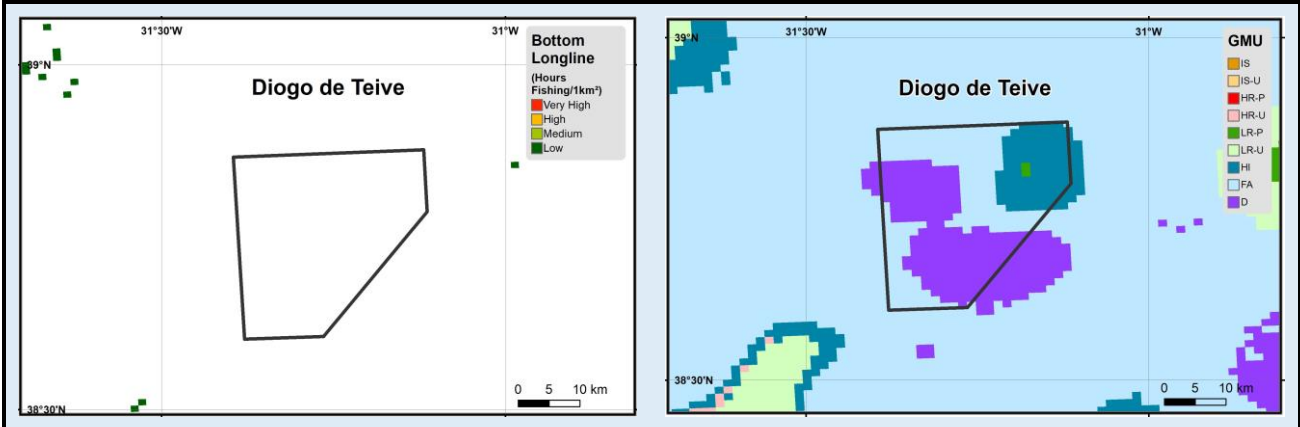 31°30'W
31°W
39°N
38°30'N
Diogo de Teive
Bottom
Longline
(Hours
Fishing/1km²)
Very High
High
Medium
Low
0 5 10 km
31°30'W
31°W
39°N
38°30'N
Diogo de Teive
GMU
IS
IS-U
HR-P
HR-U
LR-P
LR-U
HI
FA
D
0 5 10 km